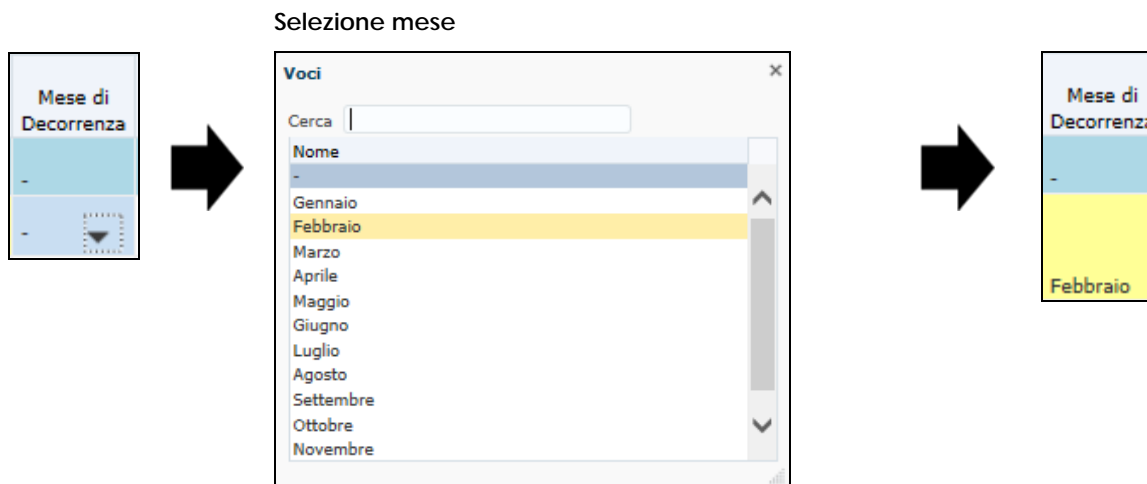 Selezione mese
Mese di
Decorrenza
-
-
Voci
Cerca
Nome
-
Gennaio
Febbraio
Marzo
Aprile
Maggio
Giugno
Luglio
Agosto
Settembre
Ottobre
Novembre
Mese di
Decorrenza
-
Febbraio